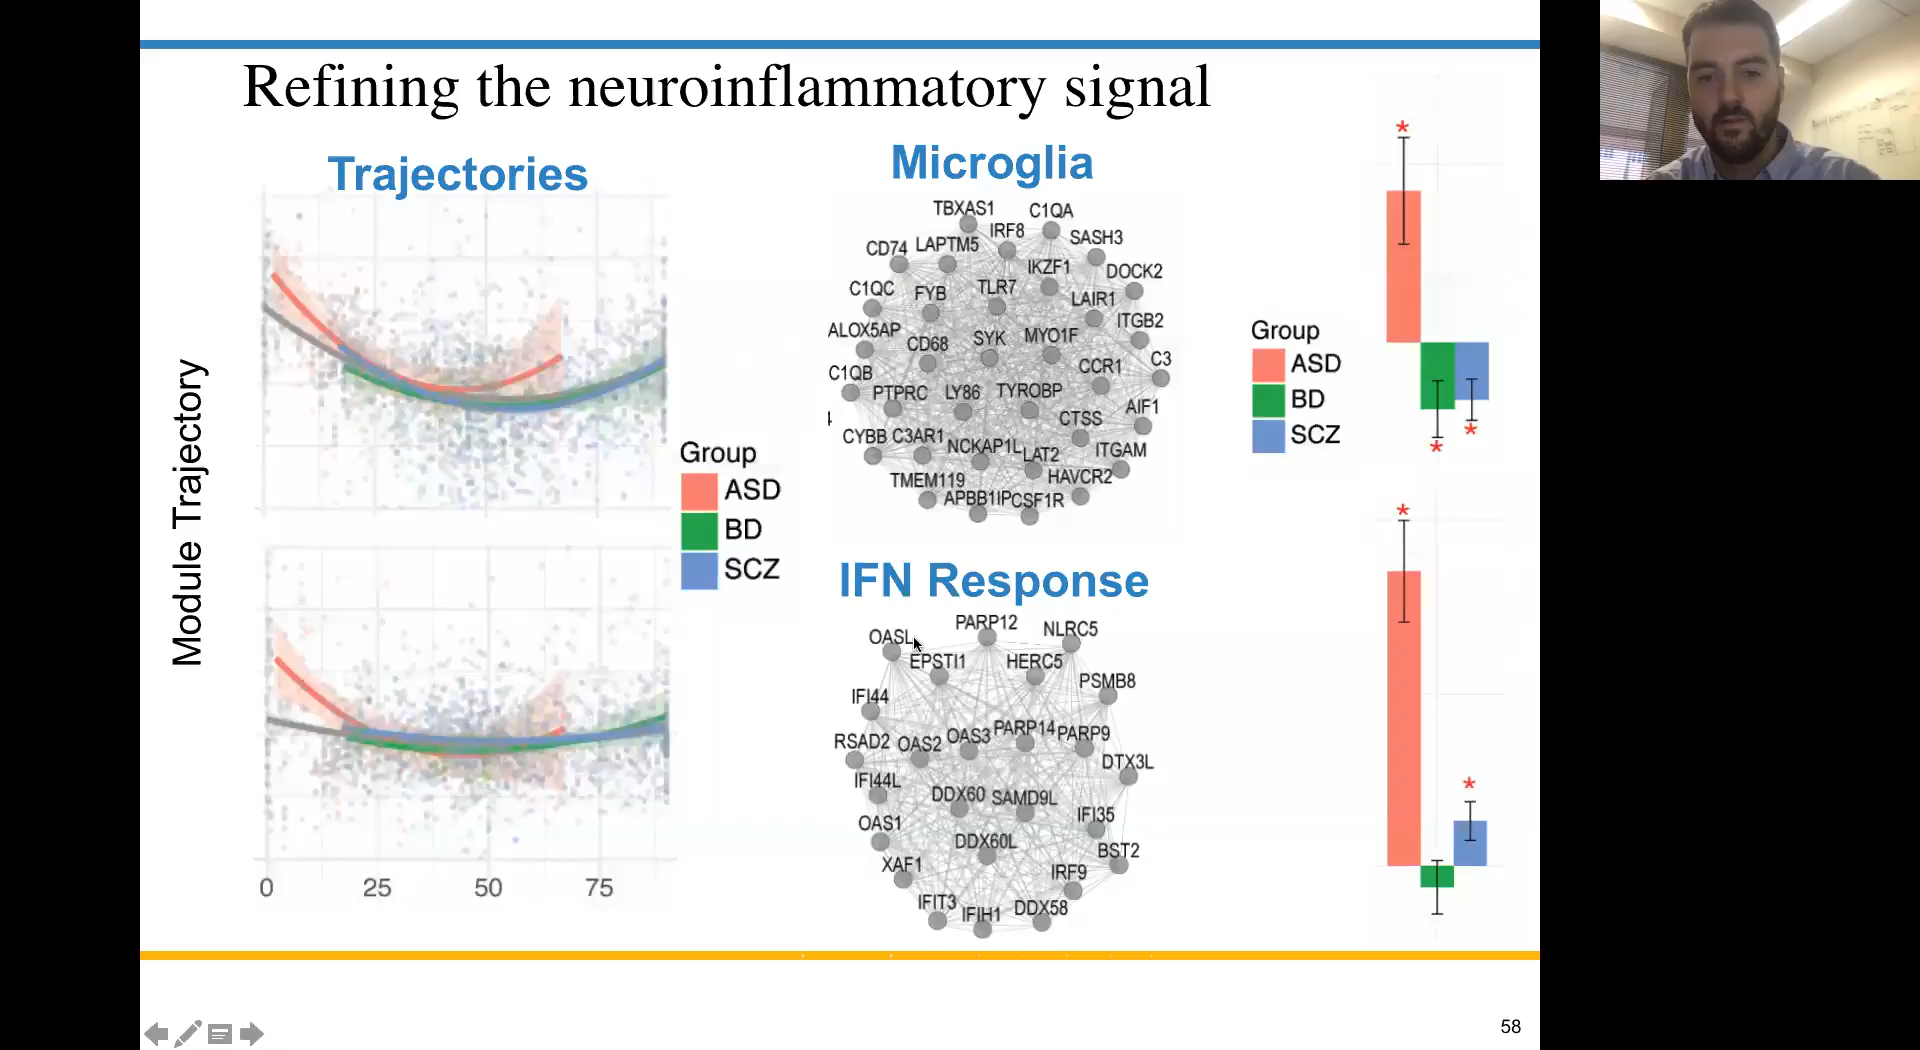 Refining the neuroinflammatory signal
Trajectories
Module Trajectory
Group
ASD
BD
SCZ
0 25 50 75
Microglia
TBXAS1 C1QA
IRF8
CD74 LAPTM5 SASH3
IKZF1
DOCK2
C1QC FYB TLR7
LAIR1
ALOX5AP ITGB2
CD68 SYK MYO1F
C3
C1QB CCR1
PTPRC LY86 TYROBP
AIF1
4 CTSS
CYBB C3AR1
NCKAP1L LAT2 ITGAM
TMEM119 HAVCR2
APBB1IP CSF1R
IFN Response
PARP12
OASL NLRC5
EPSTI1 HERC5
PSMB8
IFI44
PARP14 PARP9
RSAD2 OAS2 OAS3
DTX3L
IFI44L
DDX60 SAMD9L
OAS1 IFI35
DDX60L
BST2
XAF1 IRF9
IFIT3 IFIH1 DDX58
Group
ASD
BD
SCZ
*
*
*
*
*
58